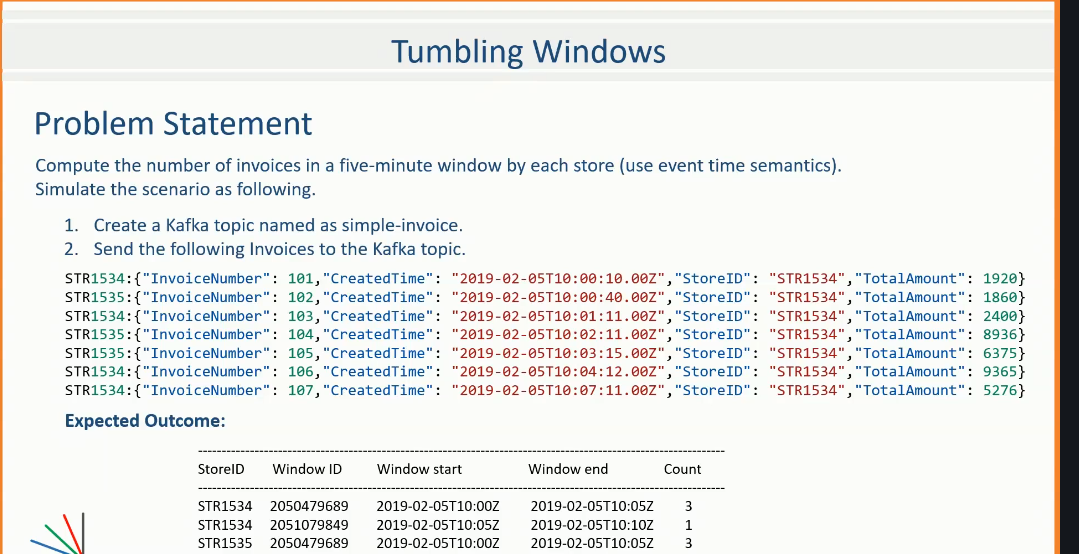 Tumbling Windows
Problem Statement
Compute the number of invoices in a five-minute window by each store (use event time semantics).
Simulate the scenario as following.
1. Create a Kafka topic named as simple-invoice.
2. Send the following Invoices to the Kafka topic.
STR1534:{"InvoiceNumber": 101,"CreatedTime": "2019-02-05T10:00:10.00Z","StoreID": "STR1534","TotalAmount": 1920}
STR1535:{"InvoiceNumber": 102,"CreatedTime": "2019-02-05T10:00:40.00Z","StoreID": "STR1534","TotalAmount": 1860}
STR1534:{"InvoiceNumber": 103,"CreatedTime": "2019-02-05T10:01:11.00Z","StoreID": "STR1534","TotalAmount": 2400}
STR1535:{"InvoiceNumber": 104,"CreatedTime": "2019-02-05T10:02:11.00Z","StoreID": "STR1534","TotalAmount": 8936}
STR1535:{"InvoiceNumber": 105,"CreatedTime": "2019-02-05T10:03:15.00Z","StoreID": "STR1534","TotalAmount": 6375}
STR1534:{"InvoiceNumber": 106,"CreatedTime": "2019-02-05T10:04:12.00Z","StoreID": "STR1534","TotalAmount": 9365}
STR1534:{"InvoiceNumber": 107,"CreatedTime": "2019-02-05T10:07:11.00Z","StoreID": "STR1534","TotalAmount": 5276}
Expected Outcome:
StoreID Window ID Window start Window end Count
STR1534 2050479689 2019-02-05T10:00Z 2019-02-05T10:05Z 3
STR1534 2051079849 2019-02-05T10:05Z 2019-02-05T10:10Z 1
STR1535 2050479689 2019-02-05T10:00Z 2019-02-05T10:05Z 3